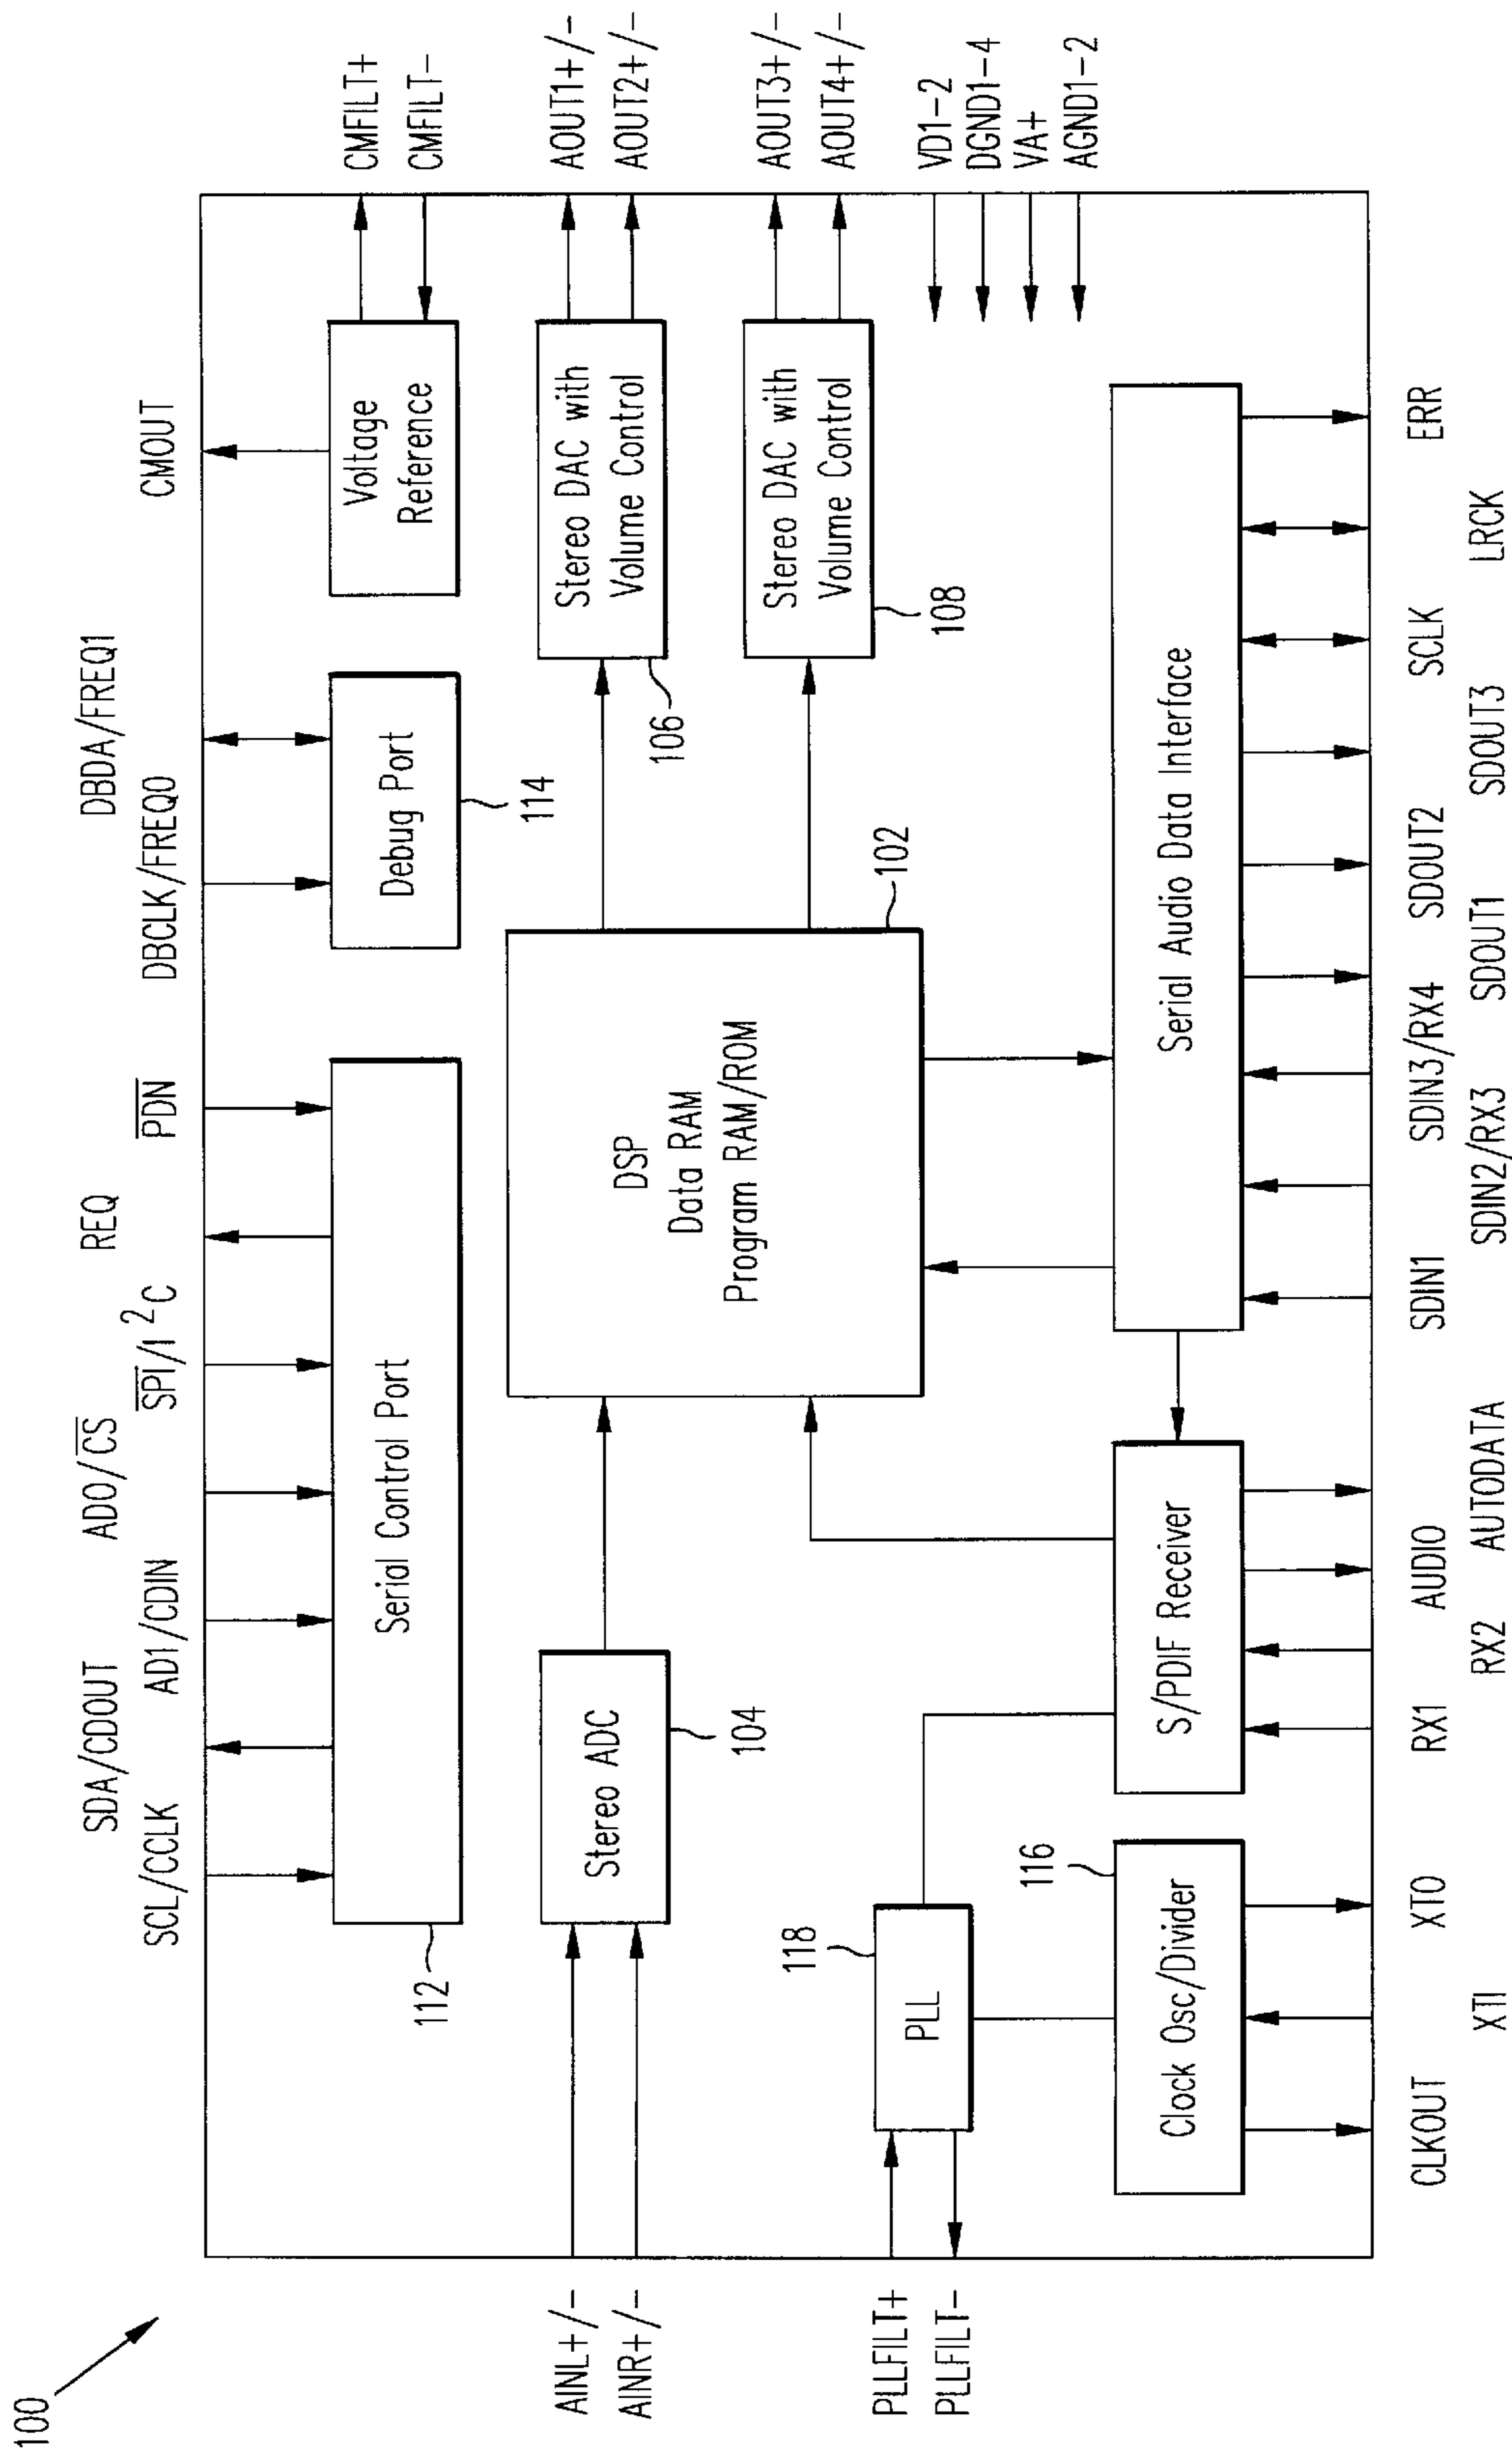 100
SCL/CCLK
SDA/CDOUT
AD1/CDIN
AD0/CS
SPI/I²C
REQ
PDN
DBCLK/FREQ0
DBDA/FREQ1
CMOUT
112
Serial Control Port
Debug Port
114
Voltage
Reference
CMFILT+
CMFILT-
AINL+/-
AINR+/-
Stereo ADC
104
DSP
Data RAM
Program RAM/ROM
102
106
Stereo DAC with
Volume Control
AOUT1+/-
AOUT2+/-
Stereo DAC with
Volume Control
108
AOUT3+/-
AOUT4+/-
VD1-2
DGND1-4
VA+
AGND1-2
PLLFILT+
PLLFILT-
118
PLL
116
Clock Osc/Divider
S/PDIF Receiver
Serial Audio Data Interface
CLKOUT
XTI
XTO
RX1
RX2
AUDIO
AUTODATA
SDIN1
SDIN2/RX3
SDIN3/RX4
SDOUT1
SDOUT2
SDOUT3
SCLK
LRCK
ERR